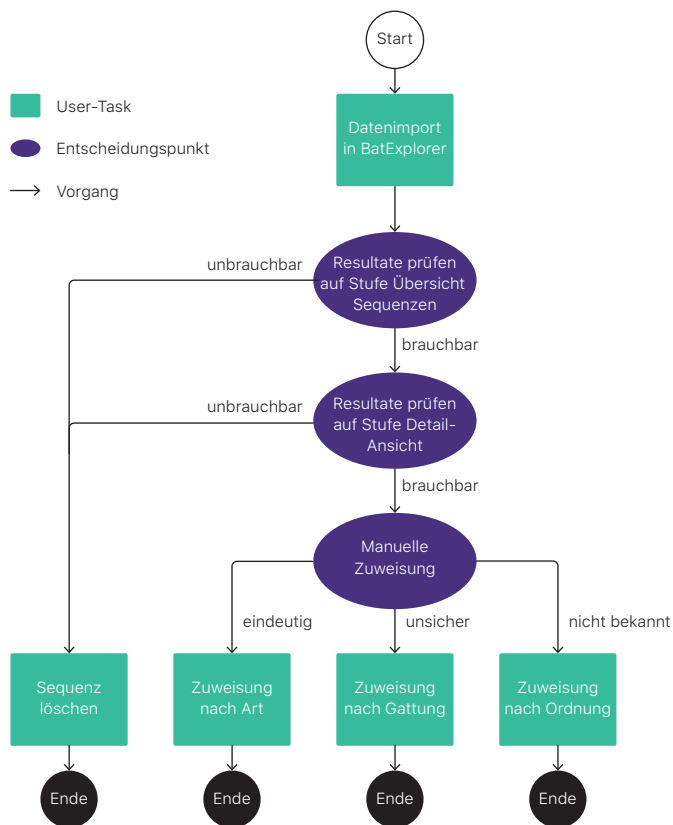 Start
User-Task
Entscheidungspunkt
Vorgang
Datenimport
in BatExplorer
unbrauchbar
Resultate prüfen
auf Stufe Übersicht
Sequenzen
brauchbar
unbrauchbar
Resultate prüfen
auf Stufe Detail-
Ansicht
brauchbar
Manuelle
Zuweisung
eindeutig
unsicher
nicht bekannt
Sequenz
löschen
Zuweisung
nach Art
Zuweisung
nach Gattung
Zuweisung
nach Ordnung
Ende
Ende
Ende
Ende